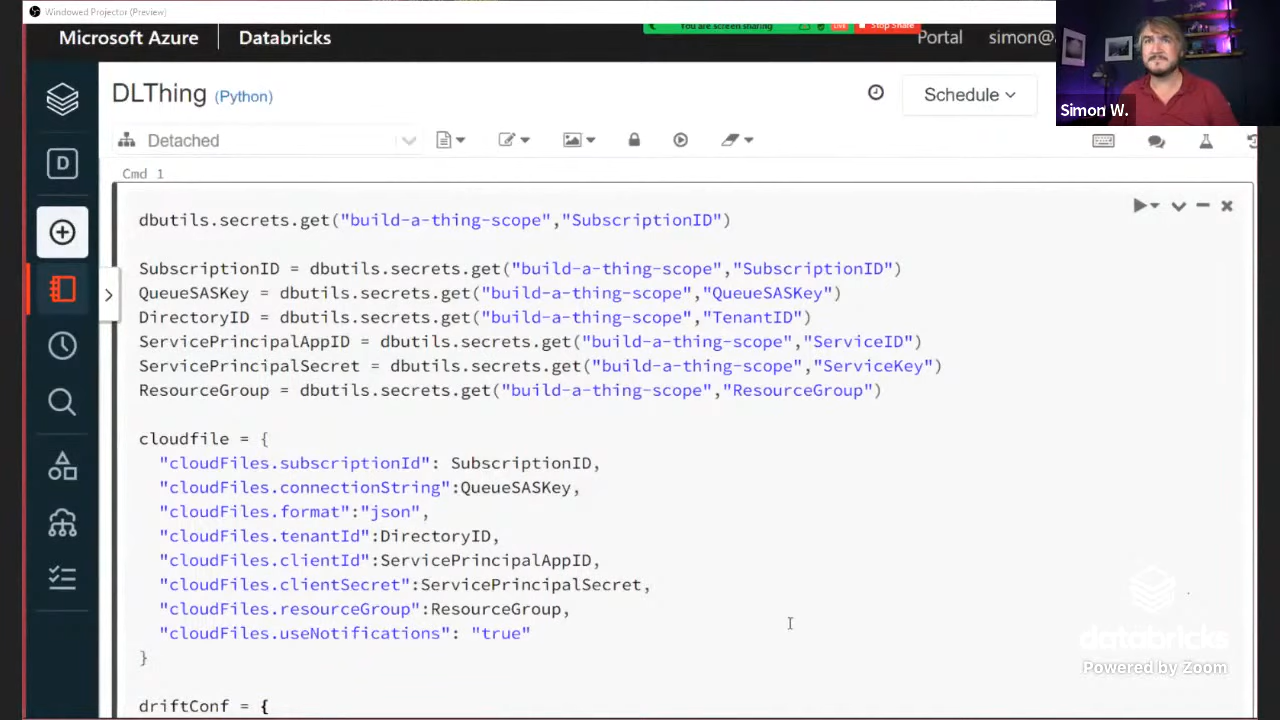 Windowed Projector (Preview)
You are screen sharing
LIVE
Stop Share
Microsoft Azure
Databricks
Portal
simon@
Simon W.
DLThing (Python)
Schedule
D
Detached
Cmd 1
dbutils.secrets.get("build-a-thing-scope","SubscriptionID")
SubscriptionID = dbutils.secrets.get("build-a-thing-scope","SubscriptionID")
QueueSASKey = dbutils.secrets.get("build-a-thing-scope","QueueSASKey")
DirectoryID = dbutils.secrets.get("build-a-thing-scope","TenantID")
ServicePrincipalAppID = dbutils.secrets.get("build-a-thing-scope","ServiceID")
ServicePrincipalSecret = dbutils.secrets.get("build-a-thing-scope","ServiceKey")
ResourceGroup = dbutils.secrets.get("build-a-thing-scope","ResourceGroup")
cloudfile = {
"cloudFiles.subscriptionId": SubscriptionID,
"cloudFiles.connectionString":QueueSASKey,
"cloudFiles.format":"json",
"cloudFiles.tenantId":DirectoryID,
"cloudFiles.clientId":ServicePrincipalAppID,
"cloudFiles.clientSecret":ServicePrincipalSecret,
"cloudFiles.resourceGroup":ResourceGroup,
"cloudFiles.useNotifications": "true"
}
driftConf = {
databricks
Powered by Zoom